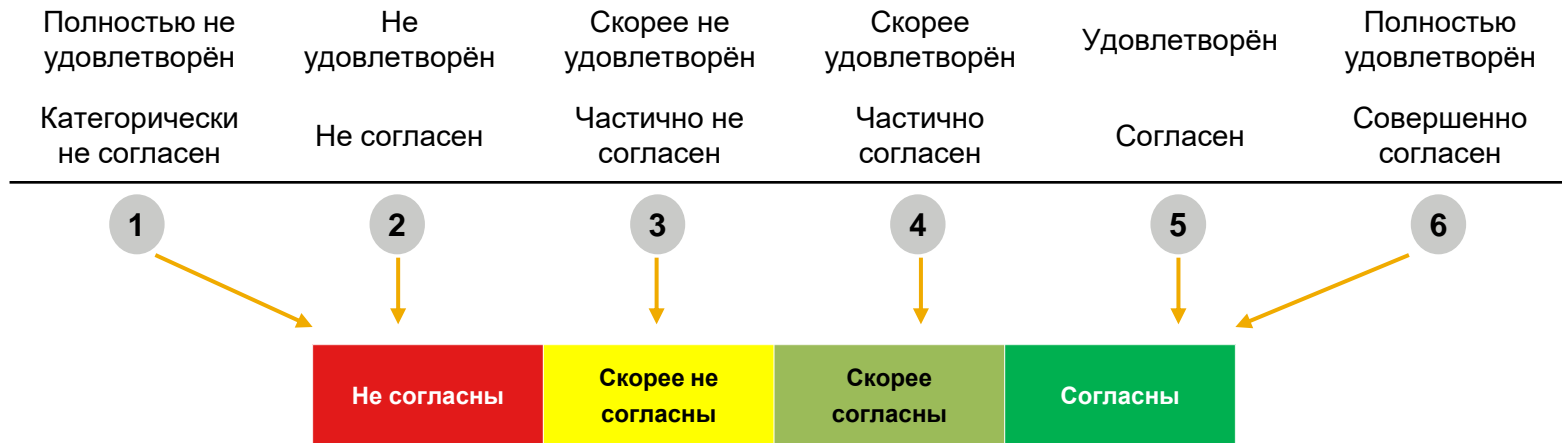 Полностью не
удовлетворён
Не
удовлетворён
Скорее не
удовлетворён
Скорее
удовлетворён
Удовлетворён
Полностью
удовлетворён
Категорически
не согласен
Не согласен
Частично не
согласен
Частично
согласен
Согласен
Совершенно
согласен
1
2
3
4
5
6
Не согласны
Скорее не
согласны
Скорее
согласны
Согласны